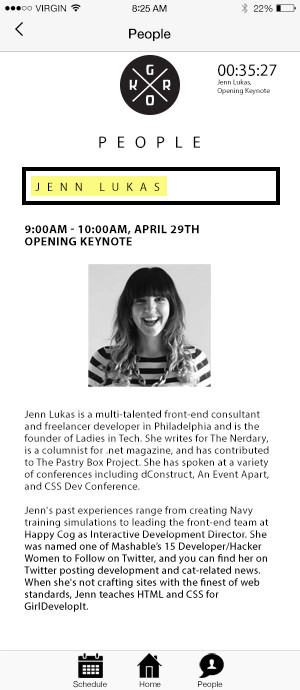 VIRGIN 8:25 AM 22%
People
G
K R
O
00:35:27
Jenn Lukas,
Opening Keynote
PEOPLE
JENN LUKAS
9:00AM - 10:00AM, APRIL 29TH
OPENING KEYNOTE
Jenn Lukas is a multi-talented front-end consultant
and freelancer developer in Philadelphia and is the
founder of Ladies in Tech. She writes for The Nerdary,
is a columnist for .net magazine, and has contributed
to The Pastry Box Project. She has spoken at a variety
of conferences including dConstruct, An Event Apart,
and CSS Dev Conference.
Jenn's past experiences range from creating Navy
training simulations to leading the front-end team at
Happy Cog as Interactive Development Director. She
was named one of Mashable's 15 Developer/Hacker
Women to Follow on Twitter, and you can find her on
Twitter posting development and cat-related news.
When she's not crafting sites with the finest of web
standards, Jenn teaches HTML and CSS for
GirlDevelopIt.
Schedule Home People